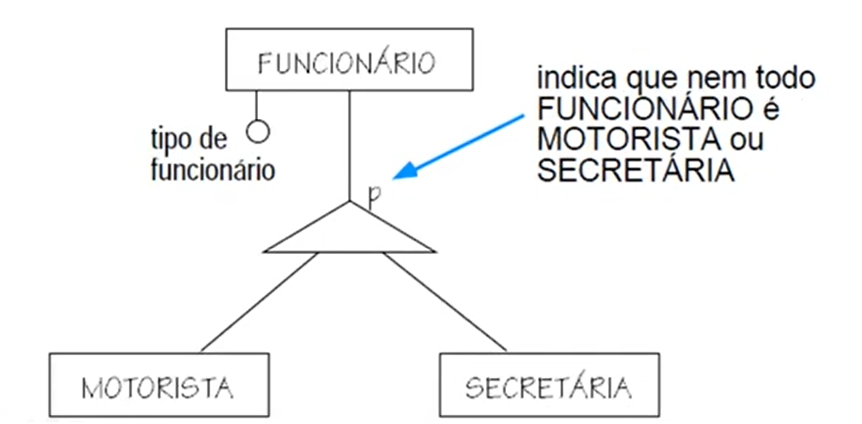 FUNCIONÁRIO
indica que nem todo
FUNCIONÁRIO é
MOTORISTA ou
SECRETÁRIA
tipo de
funcionário
p
MOTORISTA
SECRETÁRIA